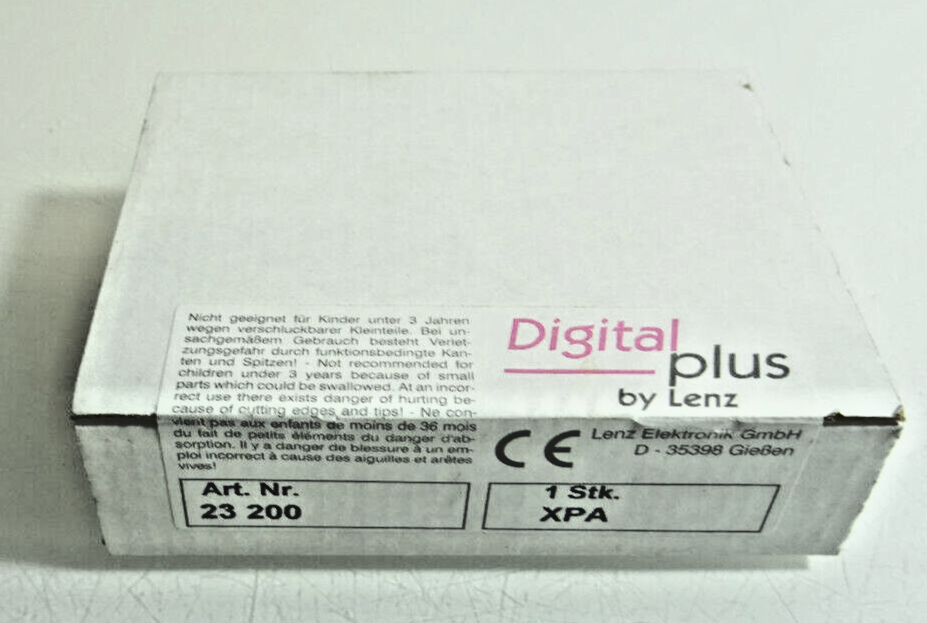 Nicht geeignet für Kinder unter 3 Jahren
wegen verschluckbarer Kleinteile. Bei un-
sachgemäßem Gebrauch besteht Verlet-
zungsgefahr durch funktionsbedingte Kan-
ten und Spitzen! - Not recommended for
children under 3 years because of small
parts which could be swallowed. At an incor-
rect use there exists danger of hurting be-
cause of cutting edges and tips! - Ne con-
vient pas aux enfants de moins de 36 mois
du fait de petits éléments du danger d'ab-
sorption. Il y a danger de blessure à un em-
ploi incorrect à cause des aiguilles et arêtes
vives!
Digital
plus
by Lenz
CE
Lenz Elektronik GmbH
D - 35398 Gießen
Art. Nr.
23 200
1 Stk.
XPA